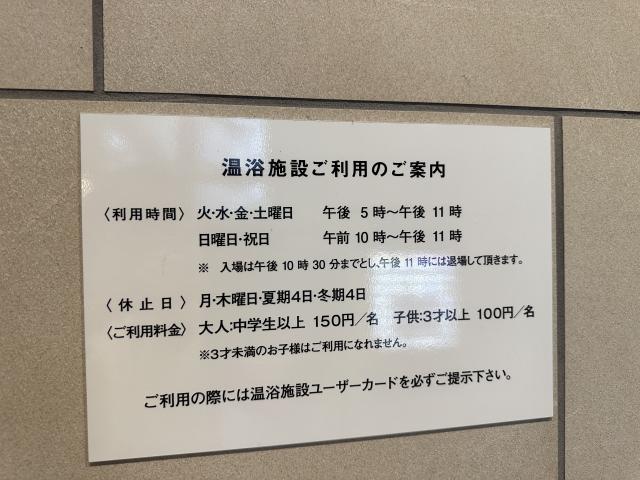 温浴施設ご利用のご案内
〈利用時間〉 火・水・金・土曜日 午後 5時～午後 11時
日曜日・祝日 午前 10時～午後 11時
※ 入場は午後 10時 30分までとし、午後 11時には退場して頂きます。
〈休止日〉 月・木曜日・夏期4日・冬期4日
〈ご利用料金〉 大人:中学生以上 150円／名 子供:3才以上 100円／名
※3才未満のお子様はご利用になれません。
ご利用の際には温浴施設ユーザーカードを必ずご提示下さい。